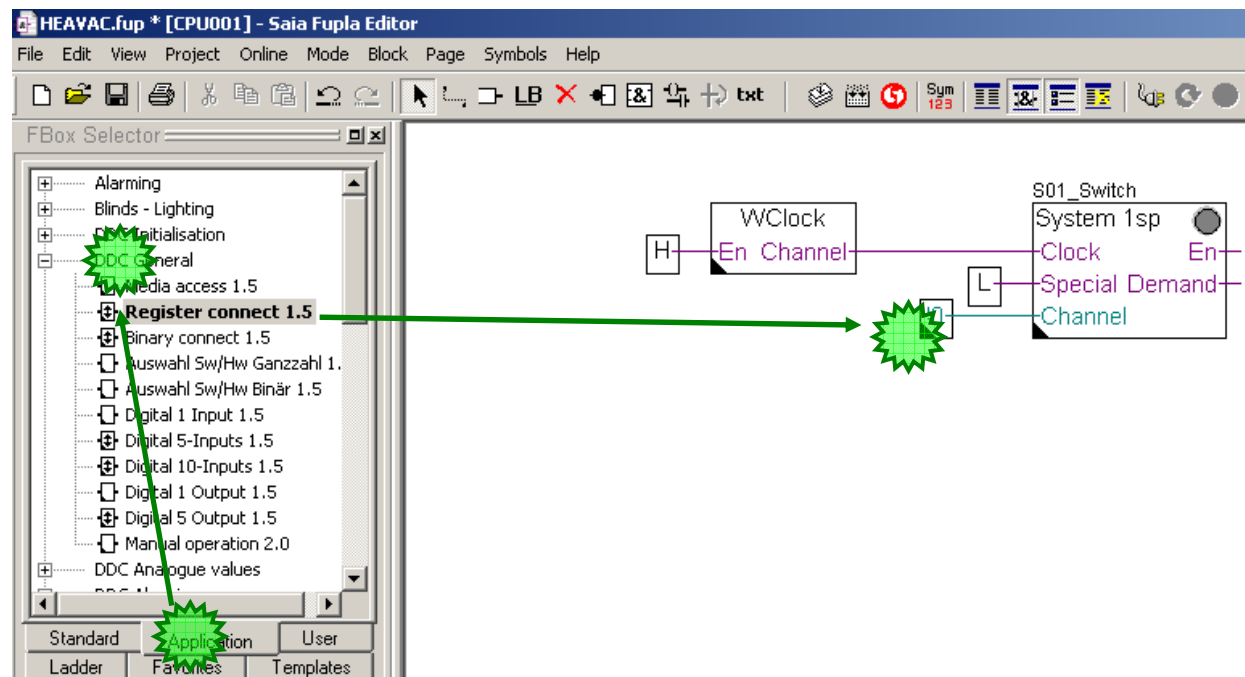 HEAVAC.fup * [CPU001] - Saia Fupla Editor
File Edit View Project Online Mode Block Page Symbols Help
LB & txt Sym 123 &
FBox Selector
Alarming
Blinds - Lighting
DDC Initialisation
DDC General
Media access 1.5
Register connect 1.5
Binary connect 1.5
Auswahl Sw/Hw Ganzzahl 1.
Auswahl Sw/Hw Binär 1.5
Digital 1 Input 1.5
Digital 5-Inputs 1.5
Digital 10-Inputs 1.5
Digital 1 Output 1.5
Digital 5 Output 1.5
Manual operation 2.0
DDC Analogue values
Standard Application User
Ladder Favorites Templates
S01_Switch
WClock
System 1sp
H
En Channel
Clock En
L
Special Demand
Channel